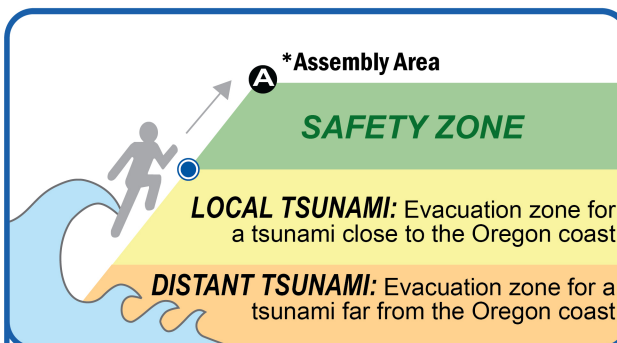 *Assembly Area
A
SAFETY ZONE
LOCAL TSUNAMI: Evacuation zone for
a tsunami close to the Oregon coast
DISTANT TSUNAMI: Evacuation zone for a
tsunami far from the Oregon coast